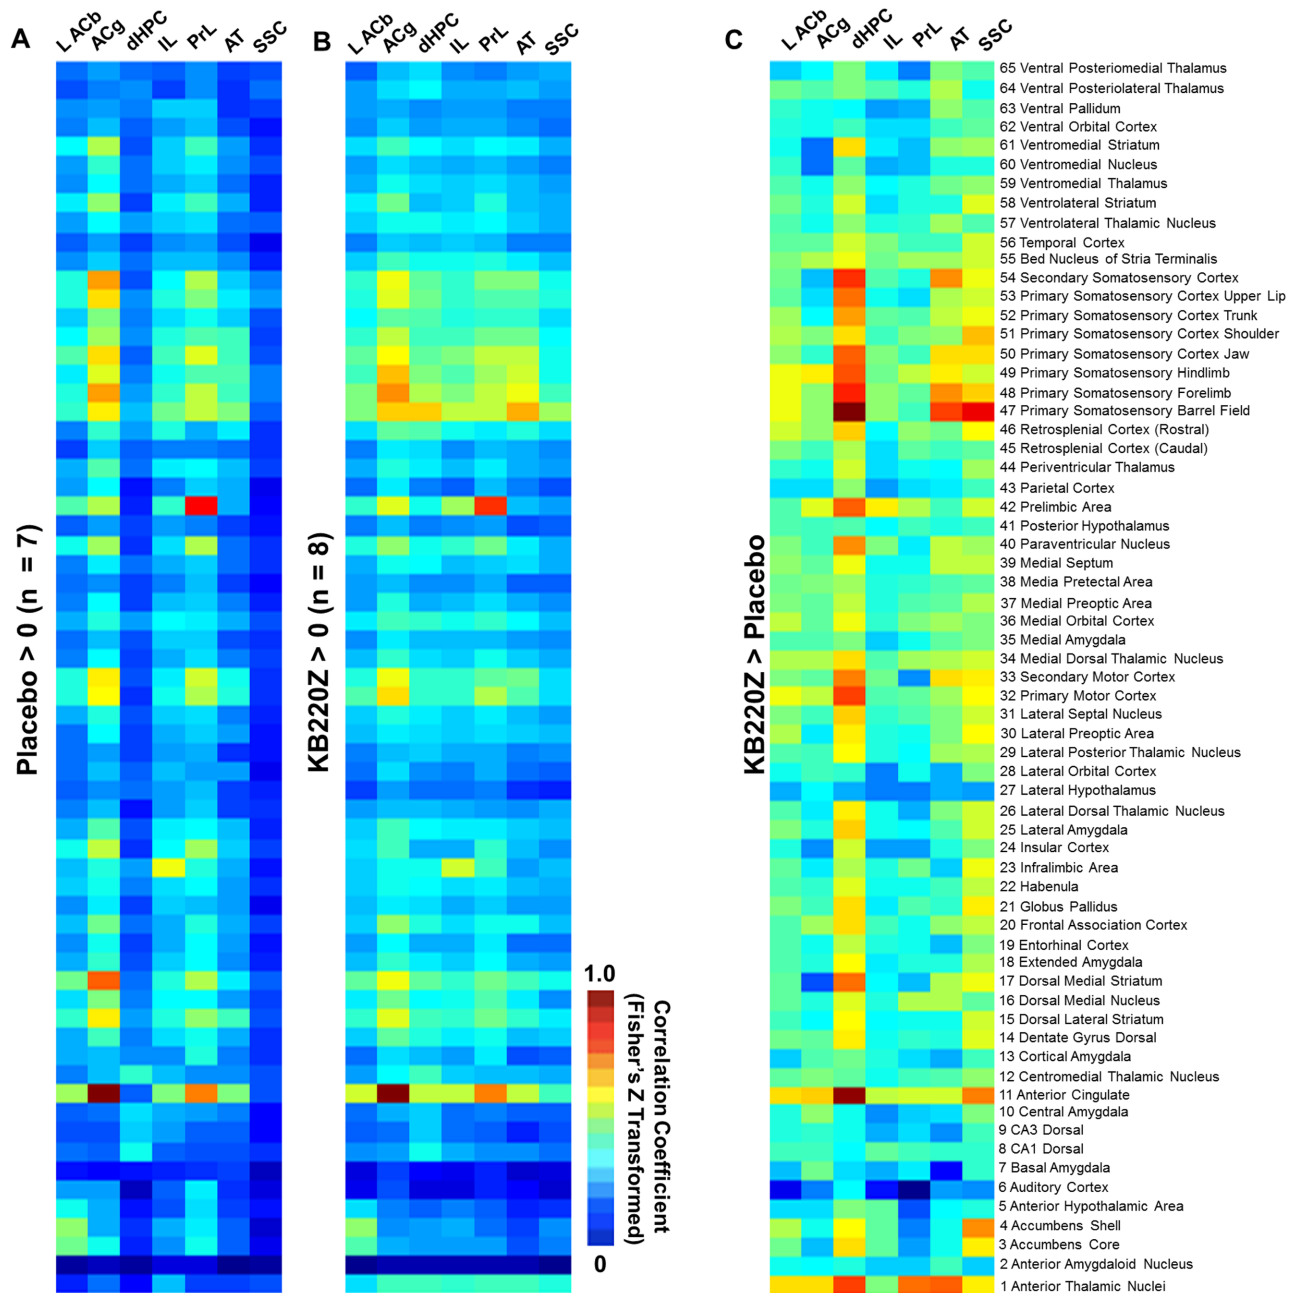 A
L ACb ACg dHPC IL PrL AT SSC
B
L ACb ACg dHPC IL PrL AT SSC
C
L ACb ACg dHPC IL PrL AT SSC
Placebo > 0 (n = 7)
KB220Z > 0 (n = 8)
KB220Z > Placebo
65 Ventral Posteriomedial Thalamus
64 Ventral Posteriolateral Thalamus
63 Ventral Pallidum
62 Ventral Orbital Cortex
61 Ventromedial Striatum
60 Ventromedial Nucleus
59 Ventromedial Thalamus
58 Ventrolateral Striatum
57 Ventrolateral Thalamic Nucleus
56 Temporal Cortex
55 Bed Nucleus of Stria Terminalis
54 Secondary Somatosensory Cortex
53 Primary Somatosensory Cortex Upper Lip
52 Primary Somatosensory Cortex Trunk
51 Primary Somatosensory Cortex Shoulder
50 Primary Somatosensory Cortex Jaw
49 Primary Somatosensory Hindlimb
48 Primary Somatosensory Forelimb
47 Primary Somatosensory Barrel Field
46 Retrosplenial Cortex (Rostral)
45 Retrosplenial Cortex (Caudal)
44 Periventricular Thalamus
43 Parietal Cortex
42 Prelimbic Area
41 Posterior Hypothalamus
40 Paraventricular Nucleus
39 Medial Septum
38 Media Pretectal Area
37 Medial Preoptic Area
36 Medial Orbital Cortex
35 Medial Amygdala
34 Medial Dorsal Thalamic Nucleus
33 Secondary Motor Cortex
32 Primary Motor Cortex
31 Lateral Septal Nucleus
30 Lateral Preoptic Area
29 Lateral Posterior Thalamic Nucleus
28 Lateral Orbital Cortex
27 Lateral Hypothalamus
26 Lateral Dorsal Thalamic Nucleus
25 Lateral Amygdala
24 Insular Cortex
23 Infralimbic Area
22 Habenula
21 Globus Pallidus
20 Frontal Association Cortex
19 Entorhinal Cortex
18 Extended Amygdala
17 Dorsal Medial Striatum
16 Dorsal Medial Nucleus
15 Dorsal Lateral Striatum
14 Dentate Gyrus Dorsal
13 Cortical Amygdala
12 Centromedial Thalamic Nucleus
11 Anterior Cingulate
10 Central Amygdala
9 CA3 Dorsal
8 CA1 Dorsal
7 Basal Amygdala
6 Auditory Cortex
5 Anterior Hypothalamic Area
4 Accumbens Shell
3 Accumbens Core
2 Anterior Amygdaloid Nucleus
1 Anterior Thalamic Nuclei
1.0
0
Correlation Coefficient
(Fisher's Z Transformed)